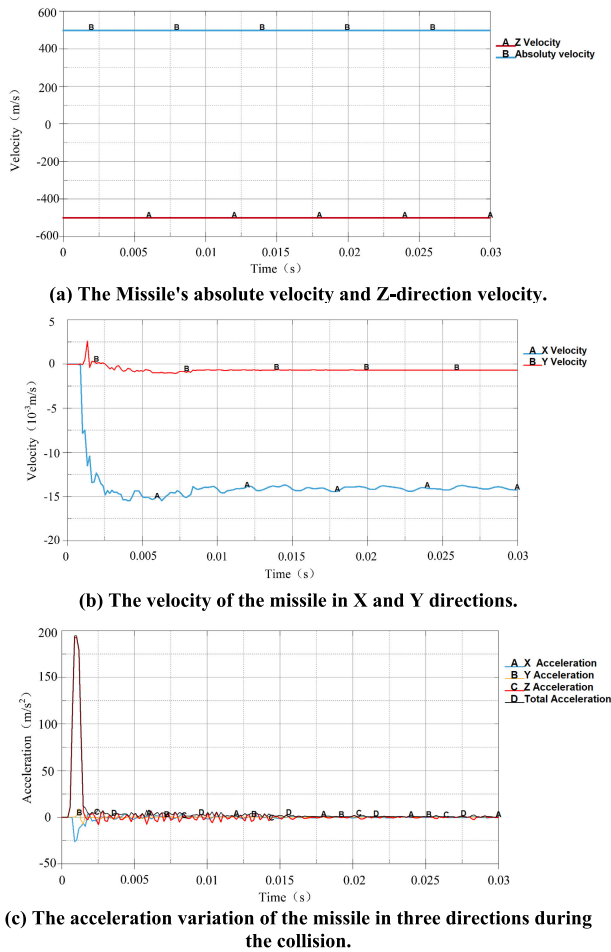 600
400
200
0
-200
-400
-600
Velocity (m/s)
B B B B B
A A A A A
0 0.005 0.01 0.015 0.02 0.025 0.03
Time (s)
A Z Velocity
B Absoluty velocity
(a) The Missile's absolute velocity and Z-direction velocity.
5
0
-5
-10
-15
-20
Velocity (10⁻³m/s)
B B B B B
A A A A A
0 0.005 0.01 0.015 0.02 0.025 0.03
Time (s)
A X Velocity
B Y Velocity
(b) The velocity of the missile in X and Y directions.
200
150
100
50
0
-50
Acceleration (m/s²)
B C D A B C D A B C D A B C D A B C D A
0 0.005 0.01 0.015 0.02 0.025 0.03
Time (s)
A X Acceleration
B Y Acceleration
C Z Acceleration
D Total Acceleration
(c) The acceleration variation of the missile in three directions during
the collision.